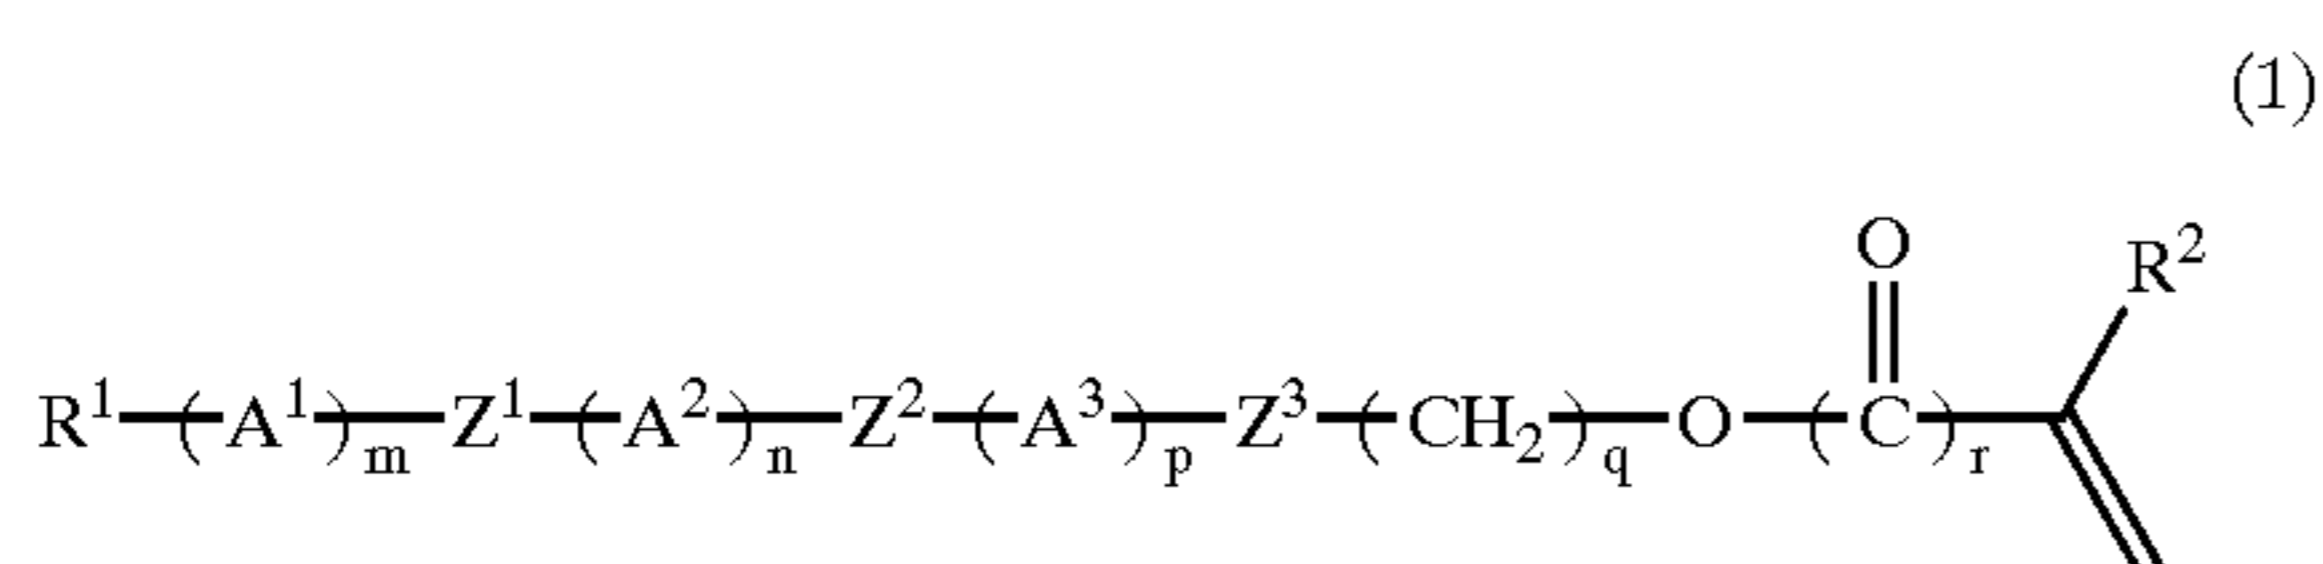 (1)
O
R²
R¹—(A¹)m—Z¹—(A²)n—Z²—(A³)p—Z³—(CH₂)q—O—(C)r